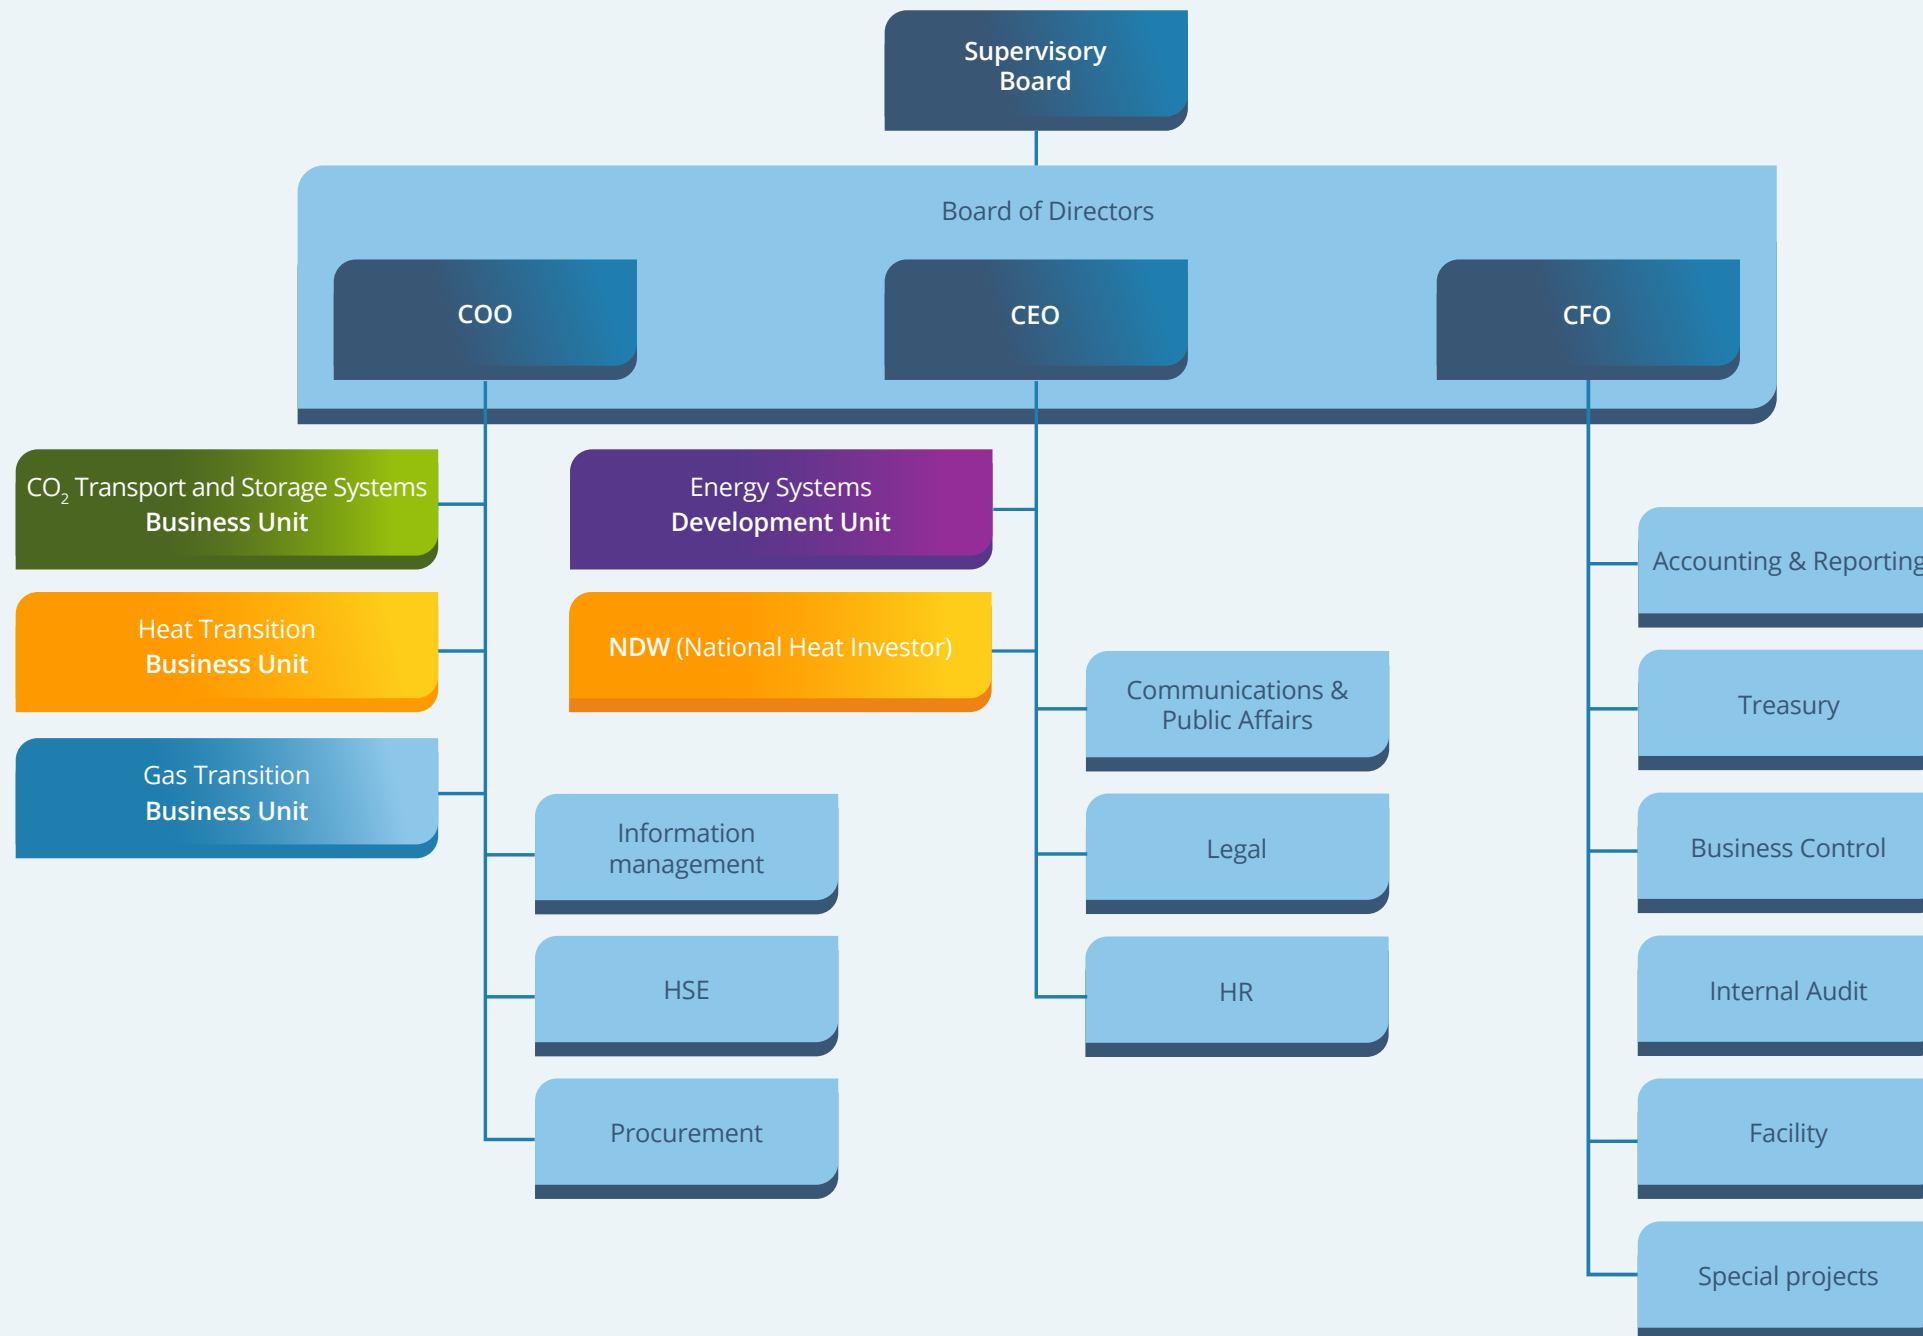 Supervisory
Board
Board of Directors
COO
CEO
CFO
CO₂ Transport and Storage Systems
Business Unit
Heat Transition
Business Unit
Gas Transition
Business Unit
Information
management
HSE
Procurement
Energy Systems
Development Unit
NDW (National Heat Investor)
Communications &
Public Affairs
Legal
HR
Accounting & Reporting
Treasury
Business Control
Internal Audit
Facility
Special projects